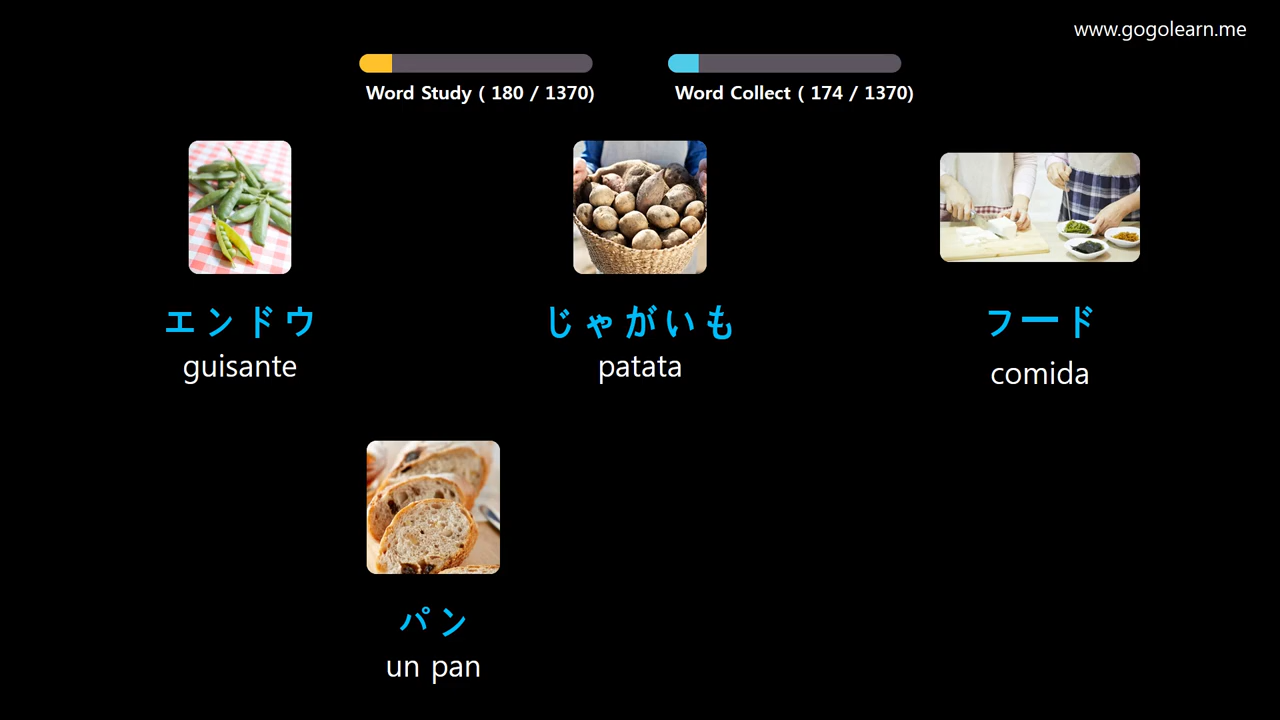 www.gogolearn.me
Word Study ( 180 / 1370)
Word Collect ( 174 / 1370)
エンドウ
guisante
じゃがいも
patata
フード
comida
パン
un pan